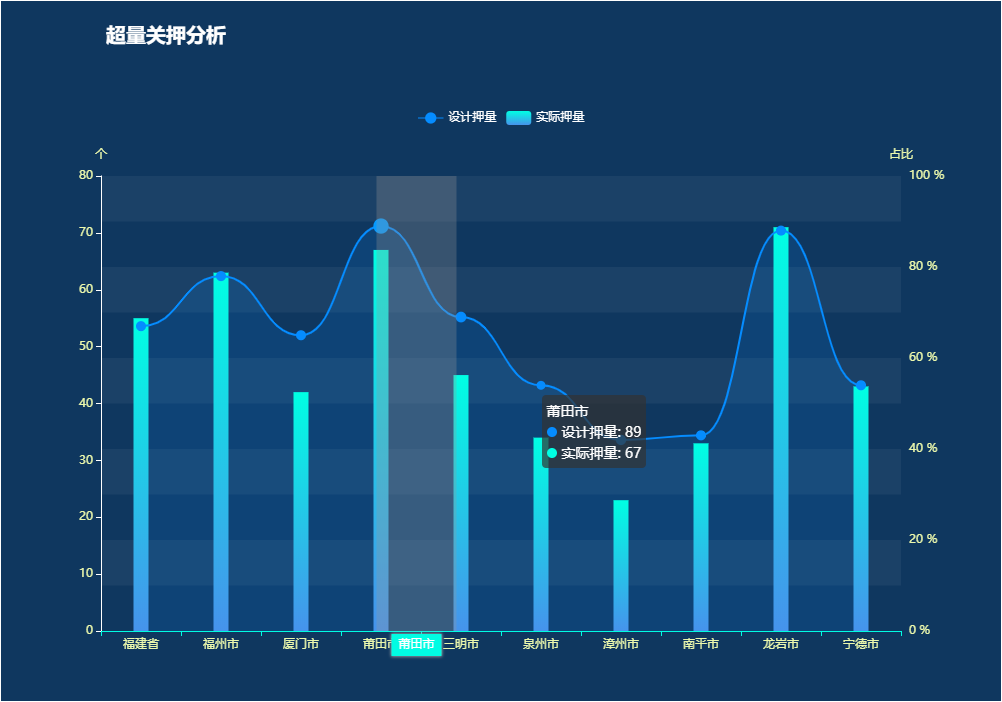 超量关押分析
设计押量 实际押量
个 占比
80 100 %
70
80 %
60
50 60 %
40
莆田市
设计押量: 89
实际押量: 67
40 %
30
20 20 %
10
0 0 %
福建省 福州市 厦门市 莆田市 莆田市 三明市 泉州市 漳州市 南平市 龙岩市 宁德市